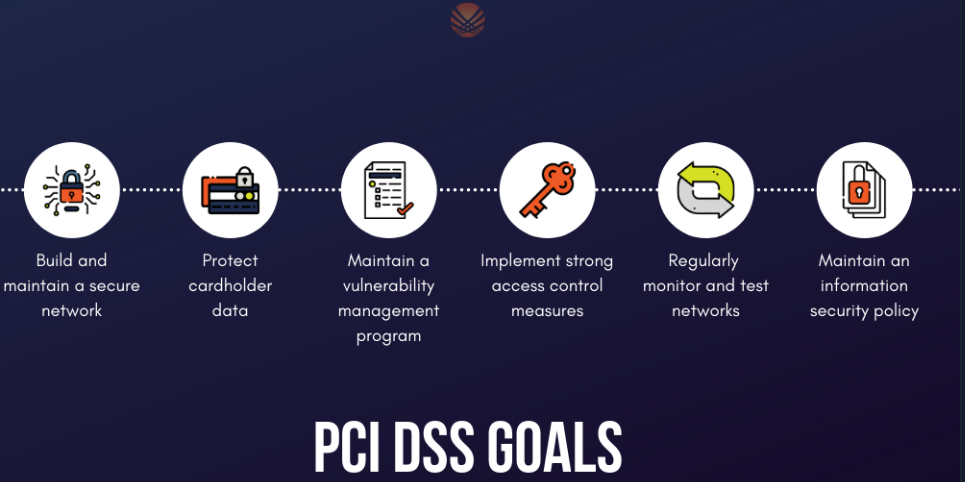 Build and
maintain a secure
network
Protect
cardholder
data
Maintain a
vulnerability
management
program
Implement strong
access control
measures
Regularly
monitor and test
networks
Maintain an
information
security policy
PCI DSS GOALS